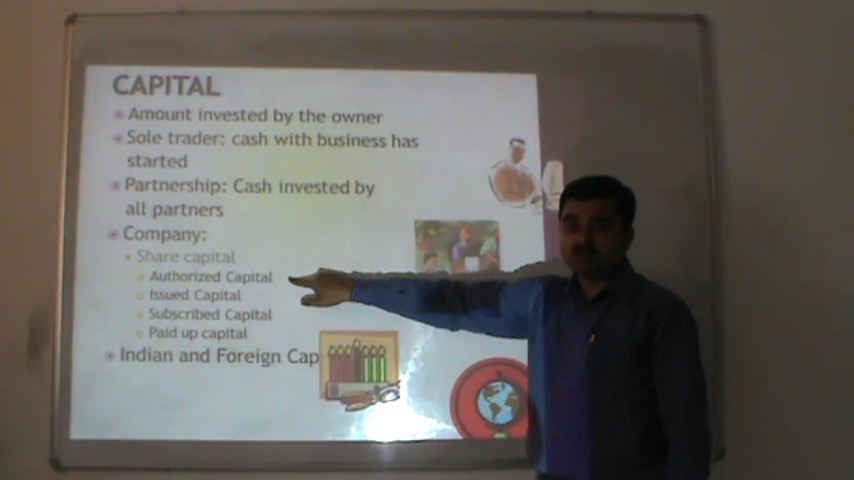 CAPITAL
Amount invested by the owner
Sole trader: cash with business has
started
Partnership: Cash invested by
all partners
Company:
Share capital
Authorized Capital
Issued Capital
Subscribed Capital
Paid up capital
Indian and Foreign Cap